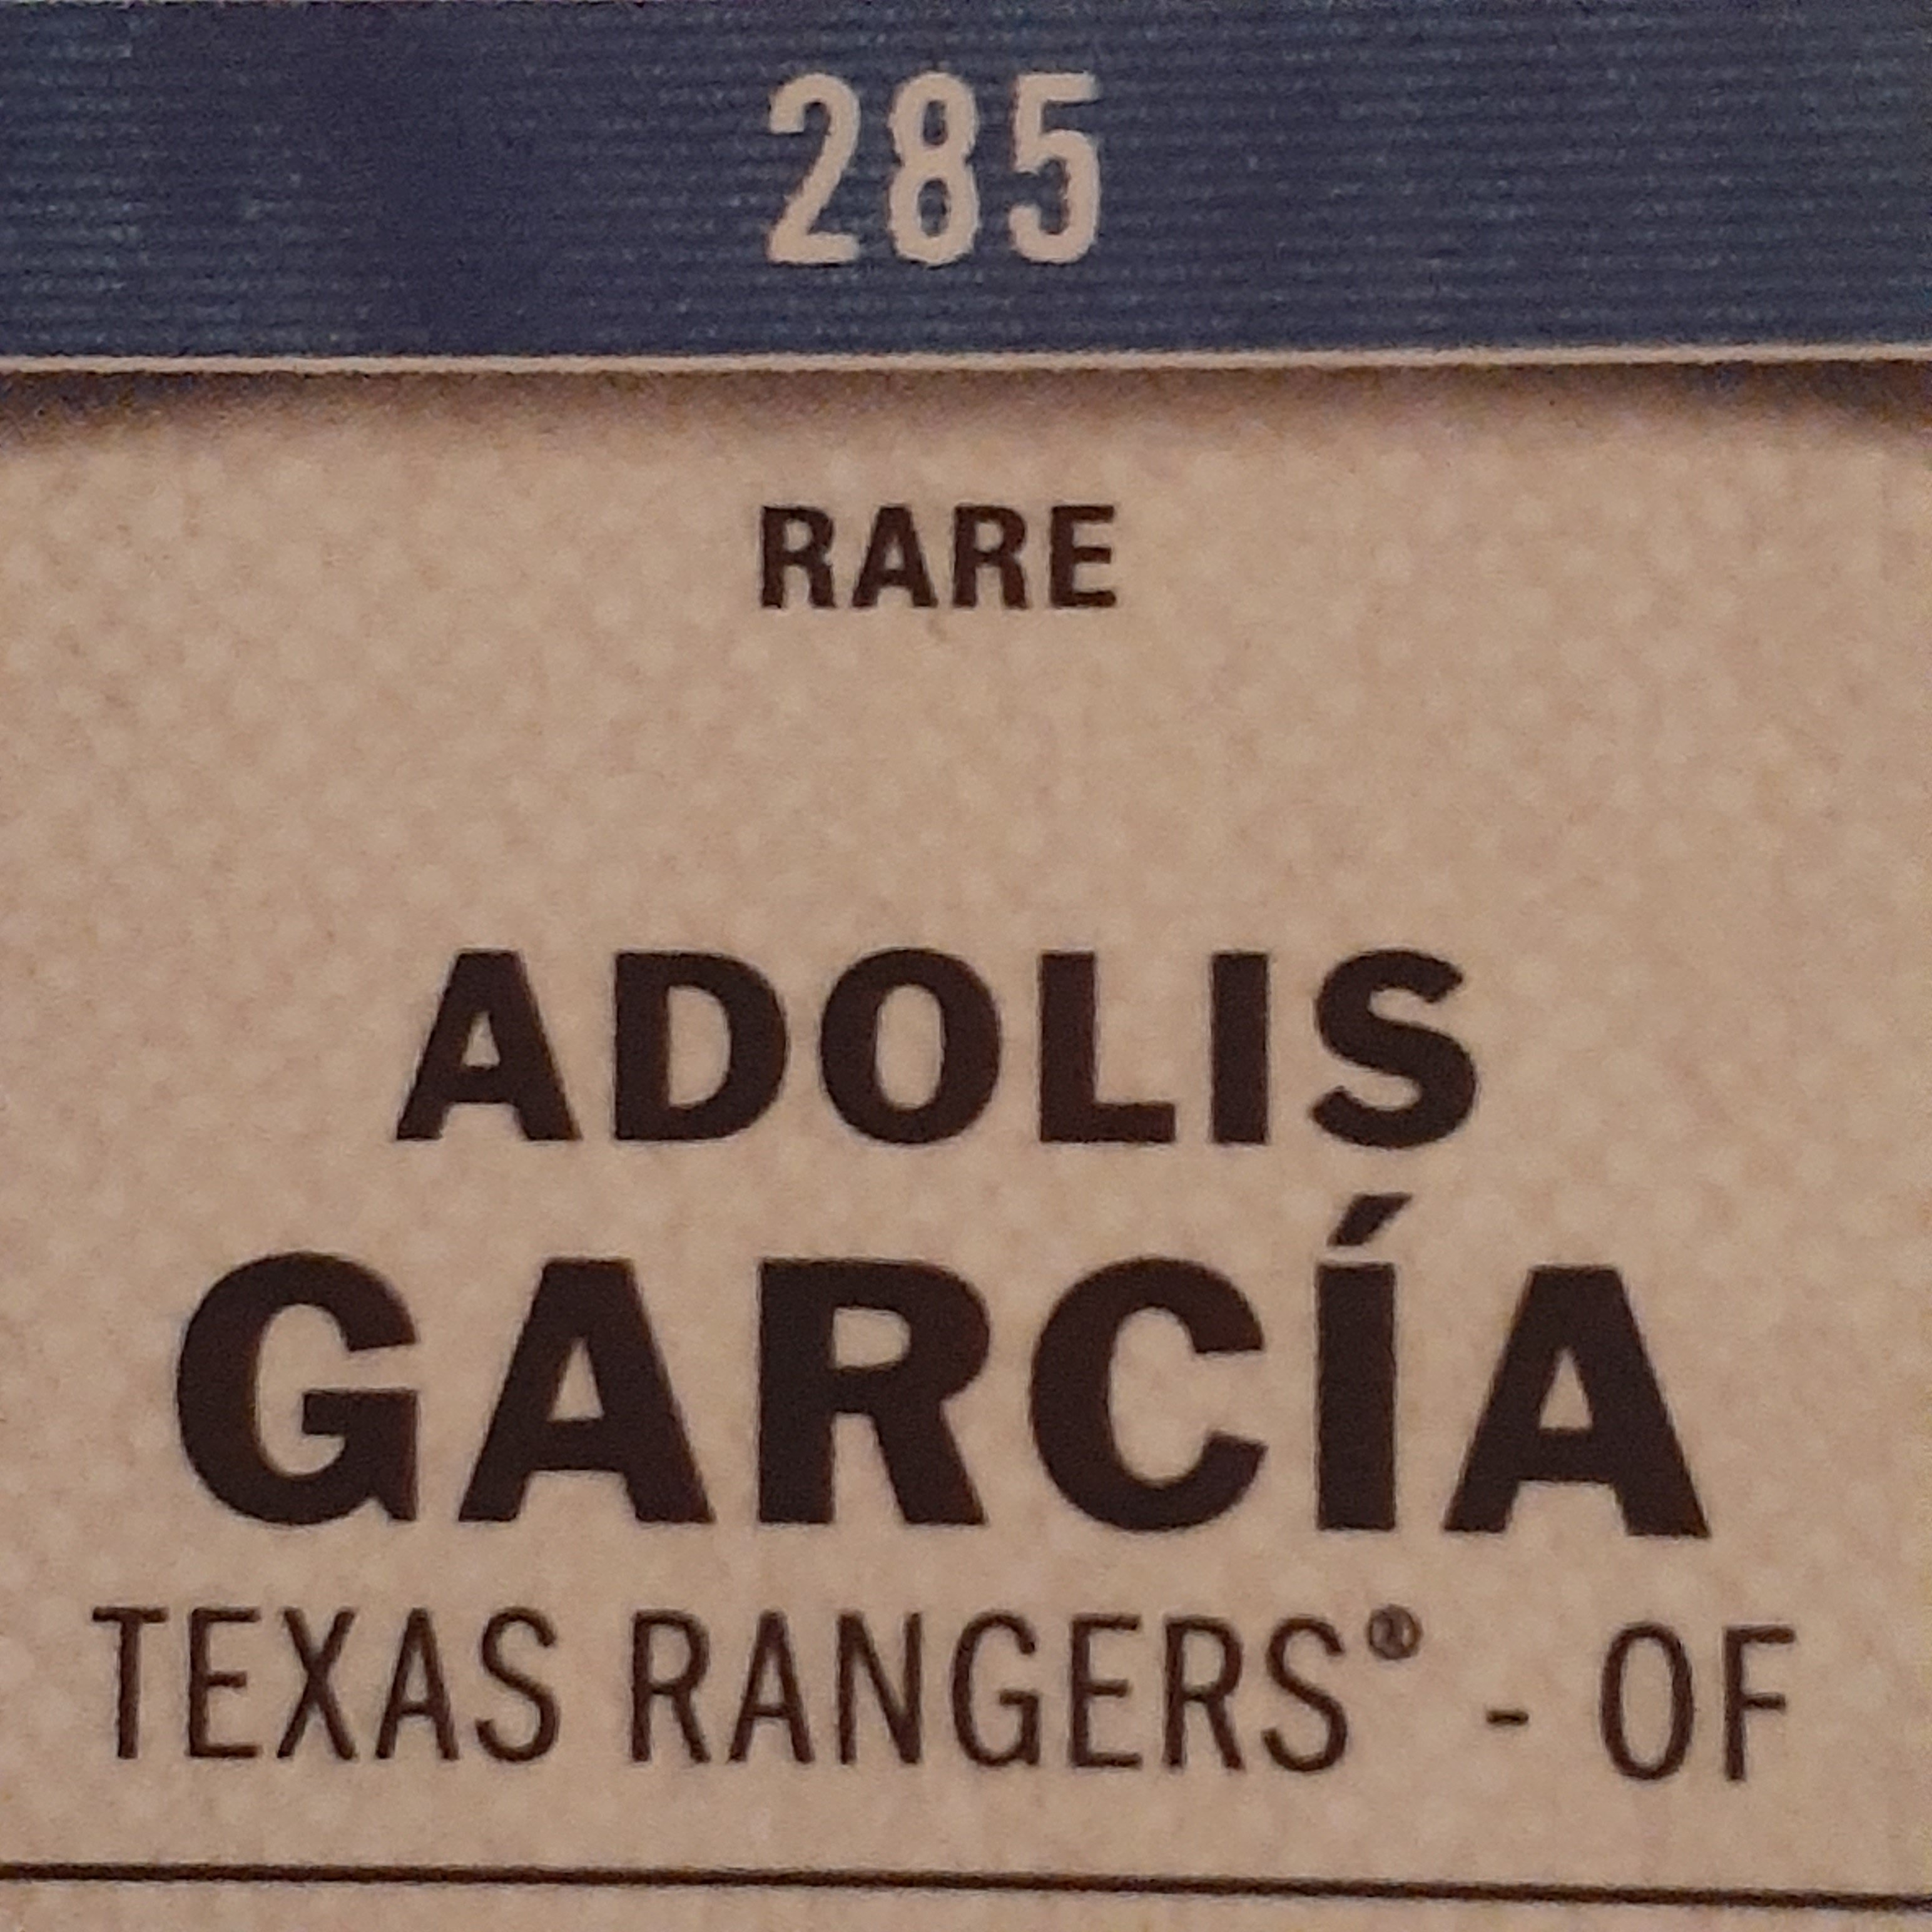 285
RARE
ADOLIS
GARCÍA
TEXAS RANGERS® - OF